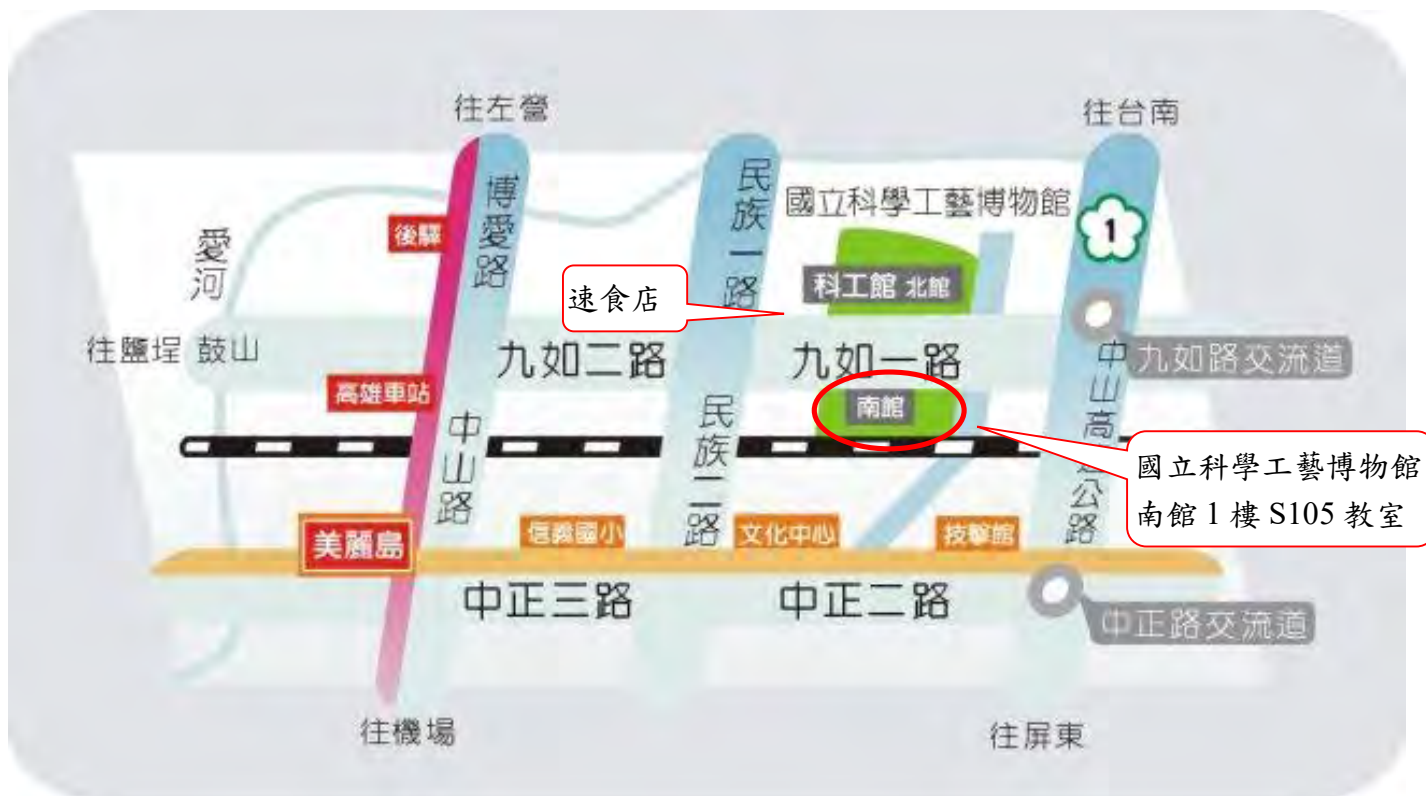 往左營
往台南
民族一路
國立科學工藝博物館
博愛路
1
後驛
愛河
科工館 北館
速食店
往鹽埕 鼓山
九如二路
九如一路
九如路交流道
高雄車站
南館
中山高速公路
民族二路
中山路
國立科學工藝博物館
南館 1 樓 S105 教室
美麗島
信義國小
文化中心
技擊館
中正三路
中正二路
中正路交流道
往機場
往屏東